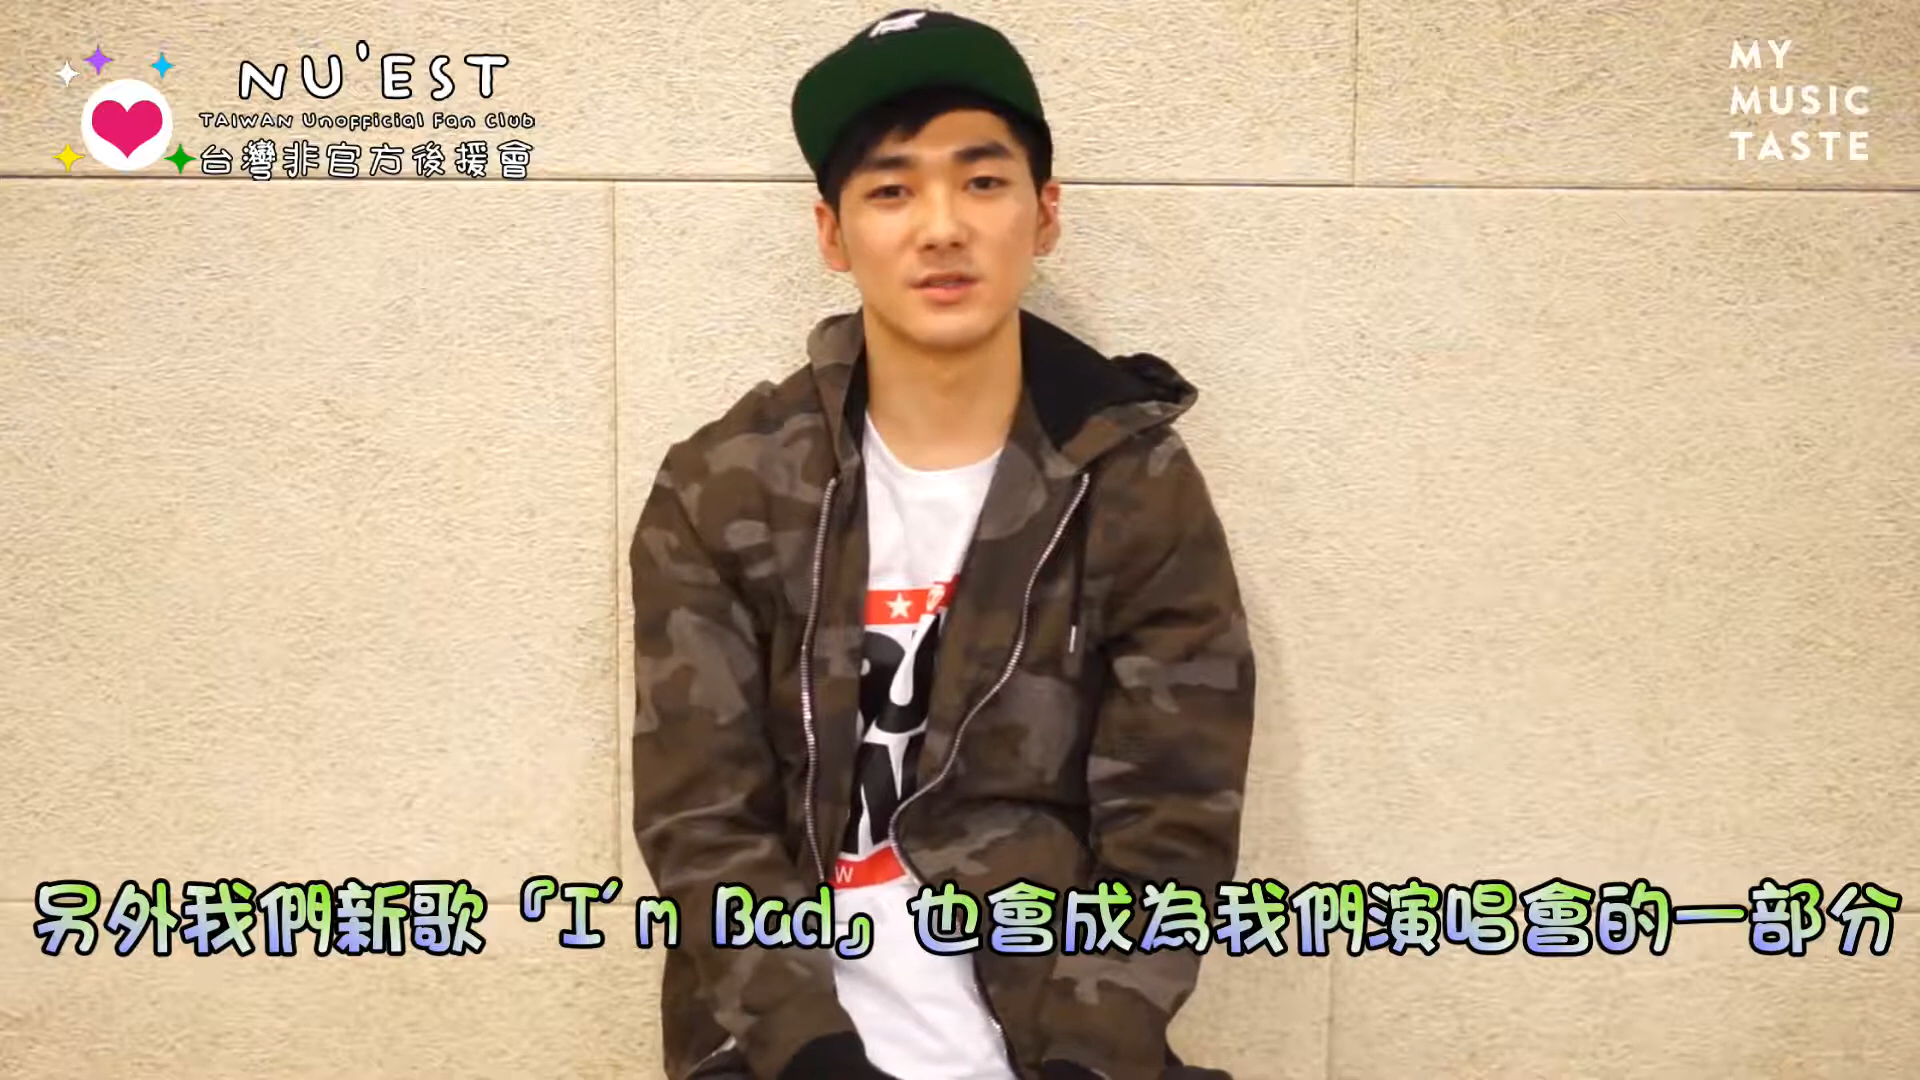 NU'EST
TAIWAN Unofficial Fan Club
台灣非官方後援會
MY
MUSIC
TASTE
W
另外我們新歌『I'm Bad』也會成為我們演唱會的一部分